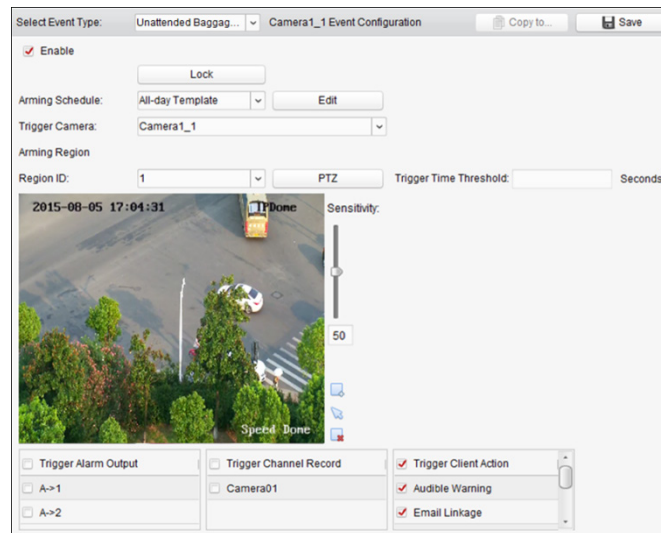 Select Event Type: Unattended Baggag... Camera1_1 Event Configuration Copy to... Save
Enable
Lock
Arming Schedule: All-day Template Edit
Trigger Camera: Camera1_1
Arming Region
Region ID: 1 PTZ Trigger Time Threshold: Seconds
2015-08-05 17:04:31 IPDome Sensitivity:
50
Speed Dome
Trigger Alarm Output Trigger Channel Record Trigger Client Action
A->1 Camera01 Audible Warning
A->2 Email Linkage